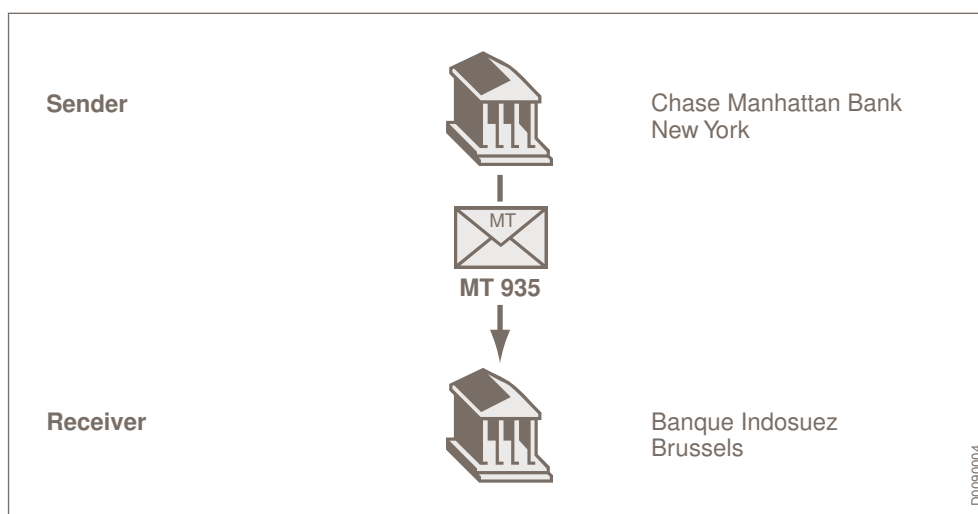 Sender
Chase Manhattan Bank
New York
MT
MT 935
Receiver
Banque Indosuez
Brussels
D0090004